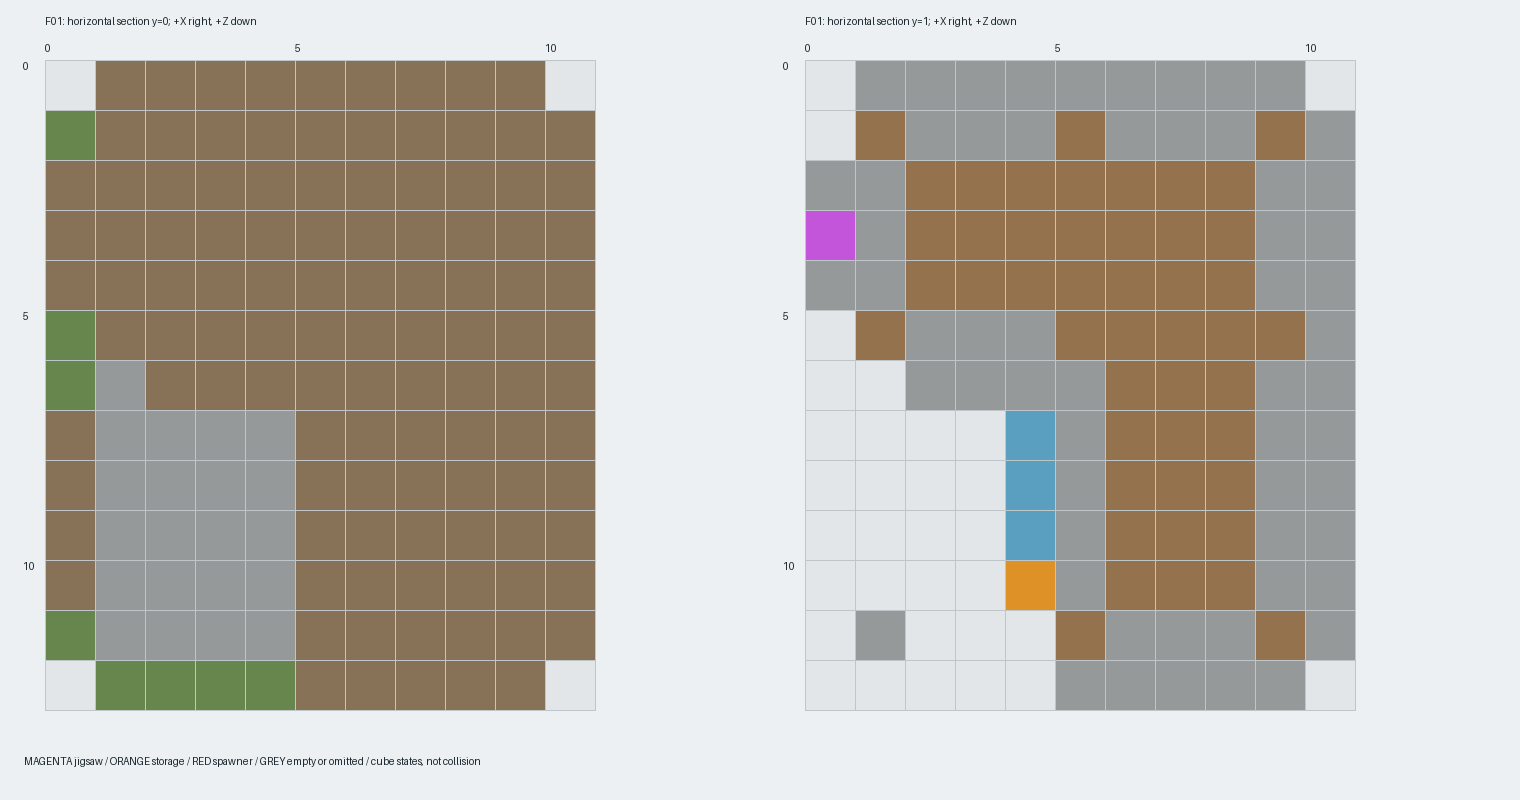 F01: horizontal section y=0; +X right, +Z down
F01: horizontal section y=1; +X right, +Z down
0 5 10
0 5 10
0
0
5
5
10
10
MAGENTA jigsaw / ORANGE storage / RED spawner / GREY empty or omitted / cube states, not collision